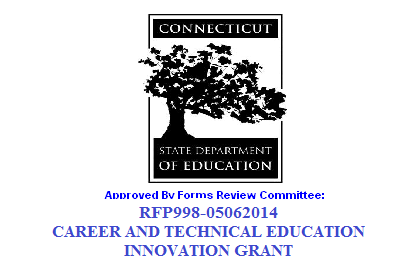 CONNECTICUT
STATE DEPARTMENT
OF EDUCATION
Approved By Forms Review Committee:
RFP998-05062014
CAREER AND TECHNICAL EDUCATION
INNOVATION GRANT